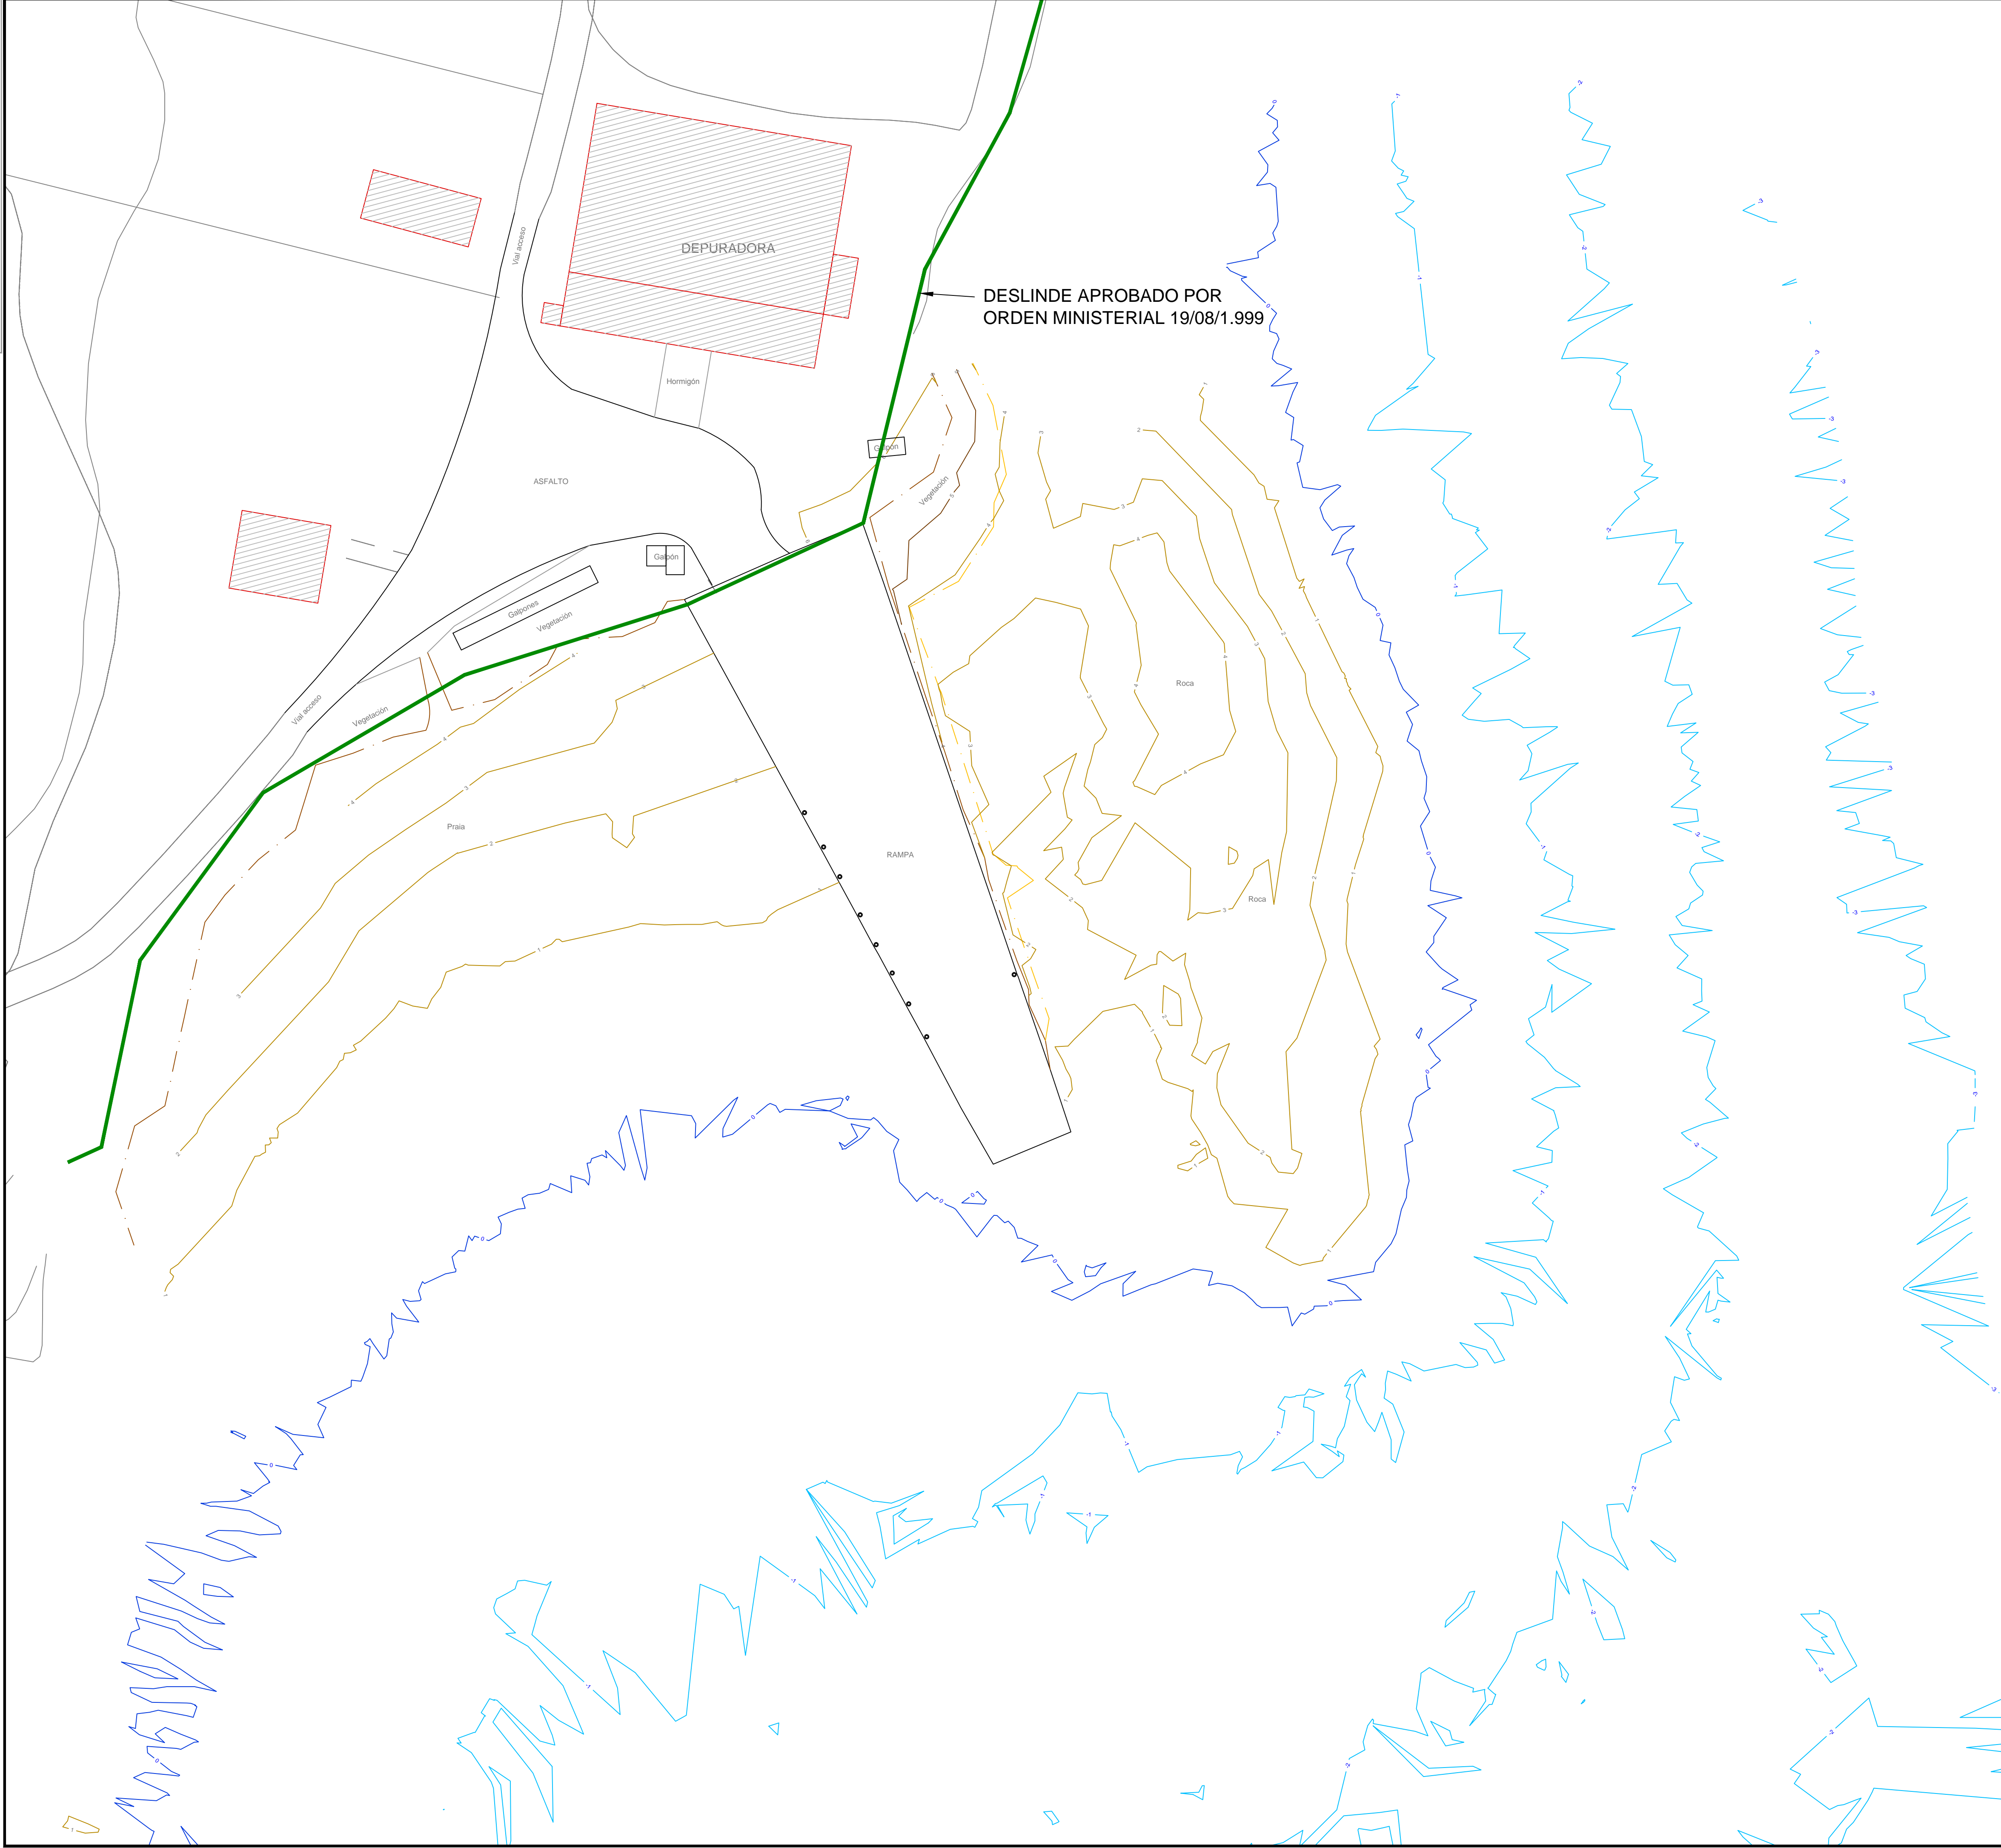 DEPURADORA
Vial acceso
DESLINDE APROBADO POR
ORDEN MINISTERIAL 19/08/1.999
Hormigón
Galpón
Vegetación
ASFALTO
Galpón
Galpones
Vegetación
Vial acceso
Vegetación
Roca
Praia
RAMPA
Roca